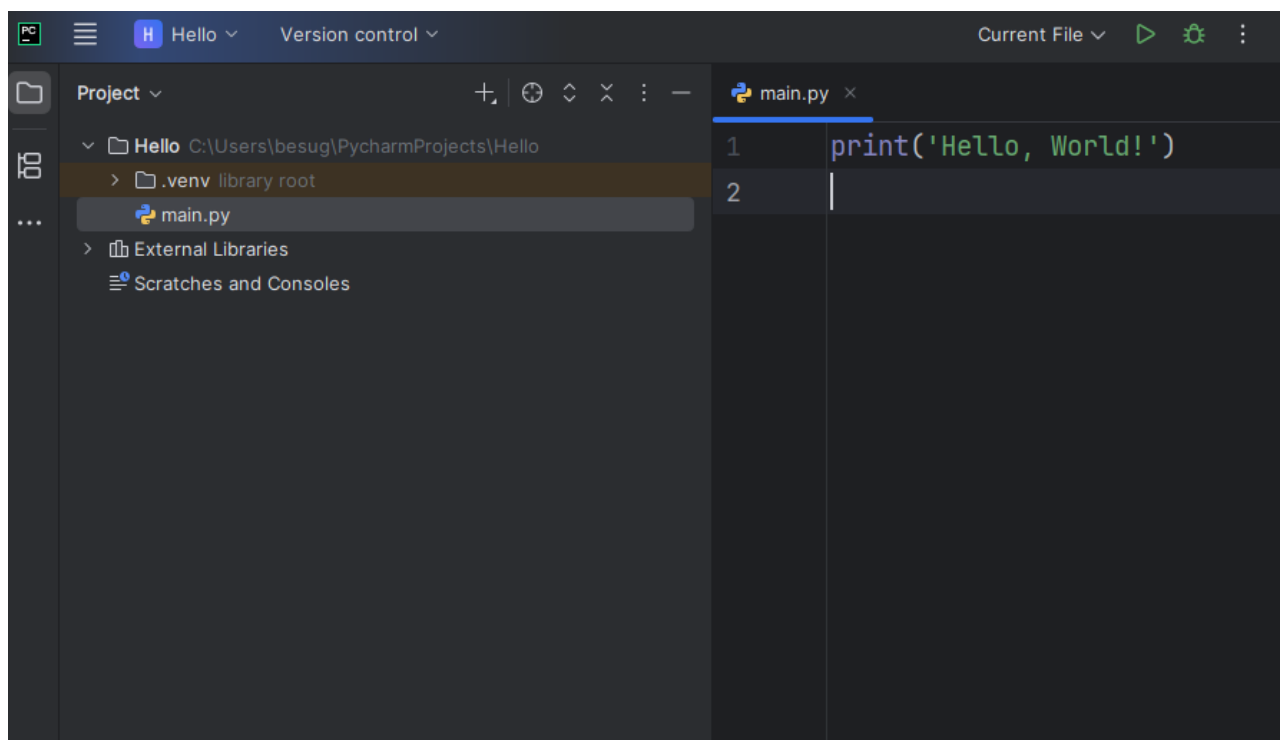 PC H Hello Version control Current File
Project
main.py
Hello C:\Users\besug\PycharmProjects\Hello
.venv library root
main.py
External Libraries
Scratches and Consoles
1 print('Hello, World!')
2